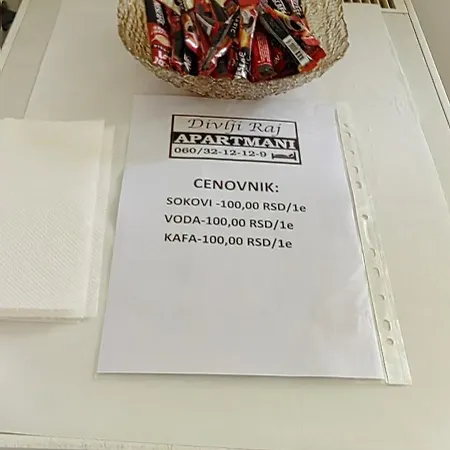 Divlji Raj
APARTMANI
060/32-12-12-9
CENOVNIK:
SOKOVI -100,00 RSD/1e
VODA-100,00 RSD/1e
KAFA-100,00 RSD/1e